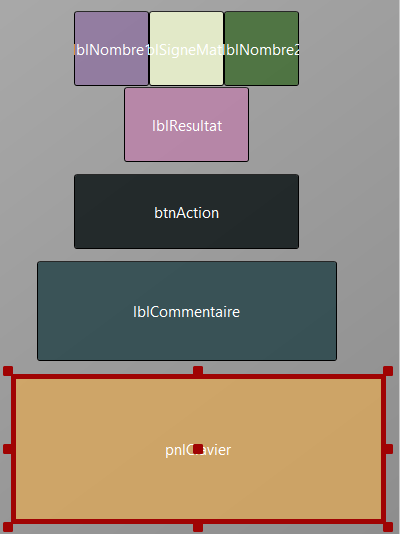 lblNombre1 lblSigneMat lblNombre2
lblResultat
btnAction
lblCommentaire
pnlClavier